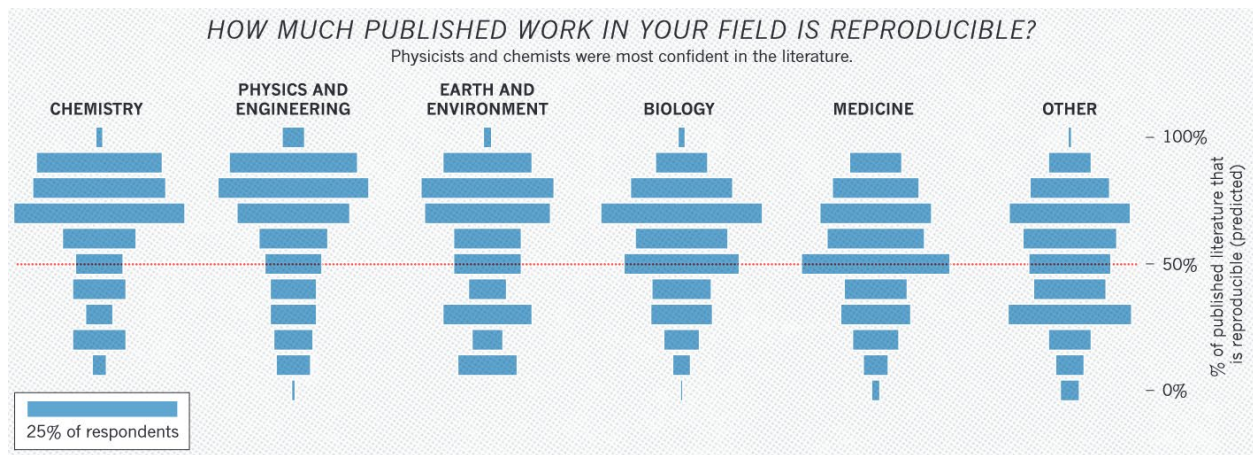 HOW MUCH PUBLISHED WORK IN YOUR FIELD IS REPRODUCIBLE?
Physicists and chemists were most confident in the literature.
CHEMISTRY
PHYSICS AND
ENGINEERING
EARTH AND
ENVIRONMENT
BIOLOGY
MEDICINE
OTHER
100%
50%
0%
% of published literature that
is reproducible (predicted)
25% of respondents